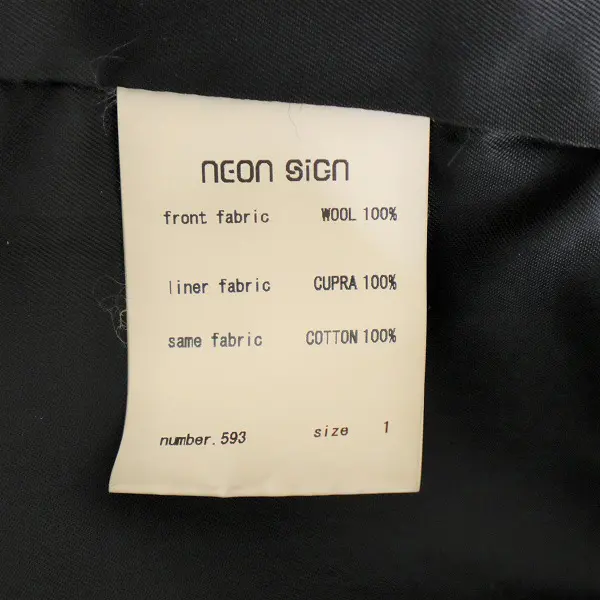 neon sign
front fabric WOOL 100%
liner fabric CUPRA 100%
same fabric COTTON 100%
number.593 size 1